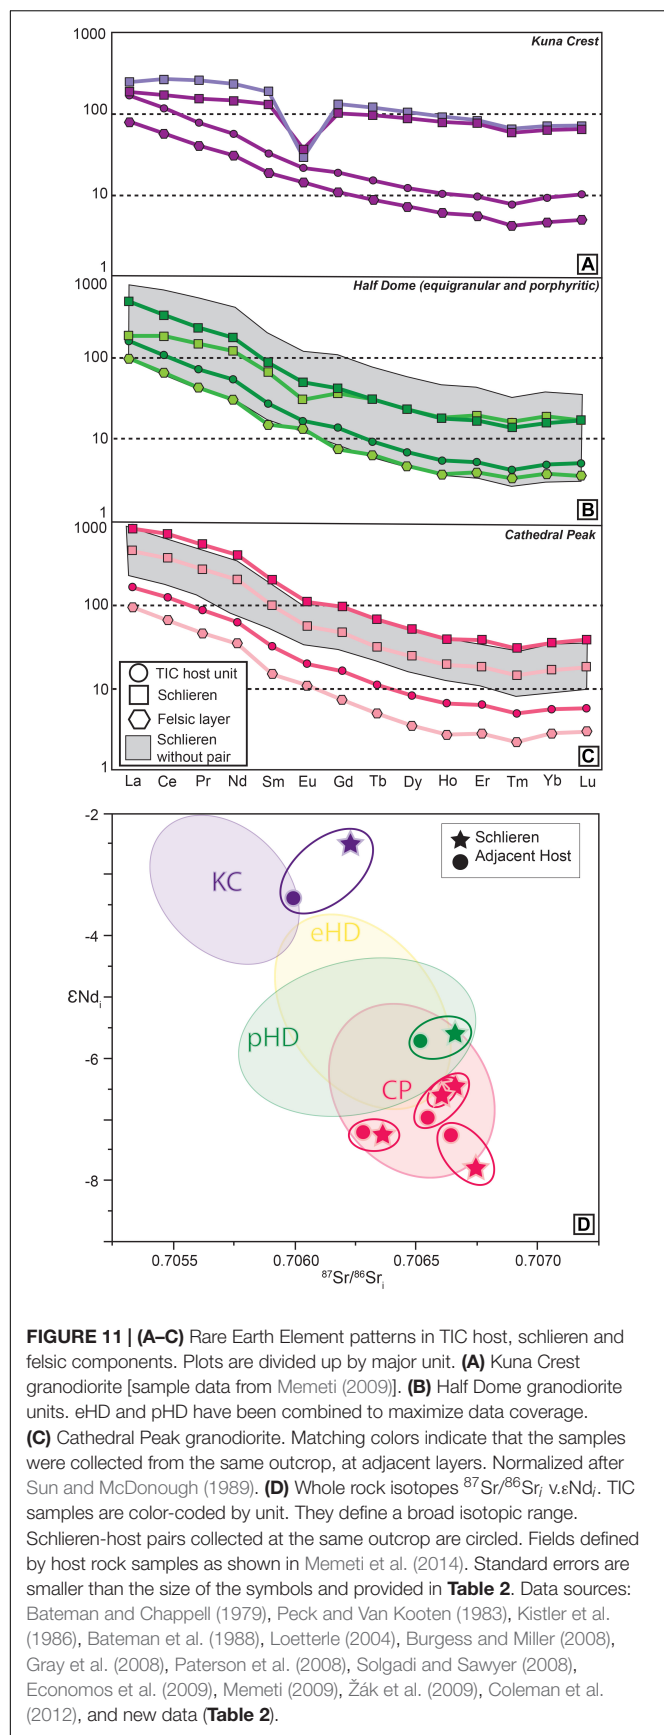 1000
Kuna Crest
100
10
1
A
1000
Half Dome (equigranular and porphyritic)
100
10
1
B
1000
Cathedral Peak
100
10
1
TIC host unit
Schlieren
Felsic layer
Schlieren
without pair
C
La Ce Pr Nd Sm Eu Gd Tb Dy Ho Er Tm Yb Lu
-2
Schlieren
Adjacent Host
KC
-4
eHD
ƐNdi
pHD
-6
CP
-8
D
0.7055 0.7060 0.7065 0.7070
87Sr/86Sri
FIGURE 11 | (A–C) Rare Earth Element patterns in TIC host, schlieren and
felsic components. Plots are divided up by major unit. (A) Kuna Crest
granodiorite [sample data from Memeti (2009)]. (B) Half Dome granodiorite
units. eHD and pHD have been combined to maximize data coverage.
(C) Cathedral Peak granodiorite. Matching colors indicate that the samples
were collected from the same outcrop, at adjacent layers. Normalized after
Sun and McDonough (1989). (D) Whole rock isotopes 87Sr/86Sri v.εNdi. TIC
samples are color-coded by unit. They define a broad isotopic range.
Schlieren-host pairs collected at the same outcrop are circled. Fields defined
by host rock samples as shown in Memeti et al. (2014). Standard errors are
smaller than the size of the symbols and provided in Table 2. Data sources:
Bateman and Chappell (1979), Peck and Van Kooten (1983), Kistler et al.
(1986), Bateman et al. (1988), Loetterle (2004), Burgess and Miller (2008),
Gray et al. (2008), Paterson et al. (2008), Solgadi and Sawyer (2008),
Economos et al. (2009), Memeti (2009), Žák et al. (2009), Coleman et al.
(2012), and new data (Table 2).